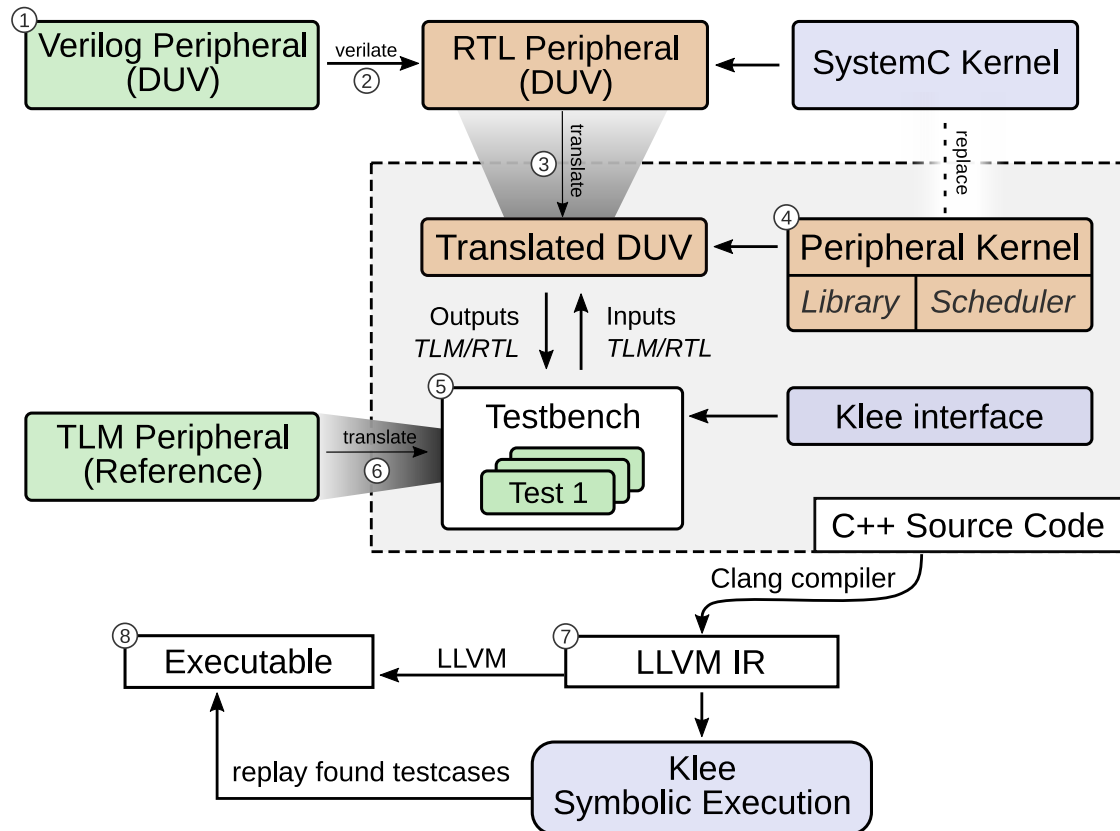 1
Verilog Peripheral
(DUV)
verilate
2
RTL Peripheral
(DUV)
SystemC Kernel
3
translate
replace
Translated DUV
4
Peripheral Kernel
Library
Scheduler
Outputs
TLM/RTL
Inputs
TLM/RTL
5
Testbench
Test 1
Klee interface
TLM Peripheral
(Reference)
translate
6
C++ Source Code
Clang compiler
8
Executable
LLVM
7
LLVM IR
replay found testcases
Klee
Symbolic Execution